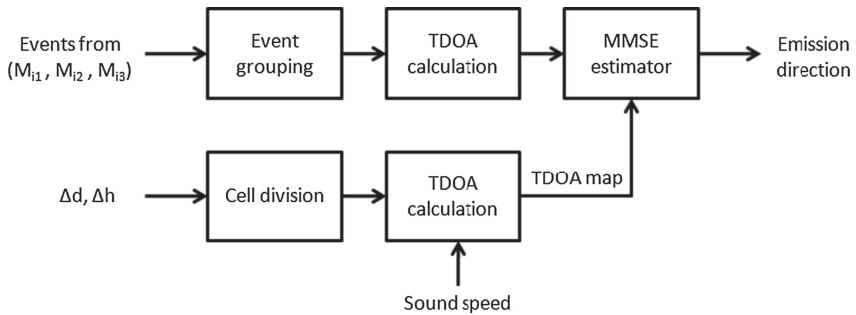 Events from
(Mi1 , Mi2 , Mi3)
Event
grouping
TDOA
calculation
MMSE
estimator
Emission
direction
Δd, Δh
Cell division
TDOA
calculation
TDOA map
Sound speed